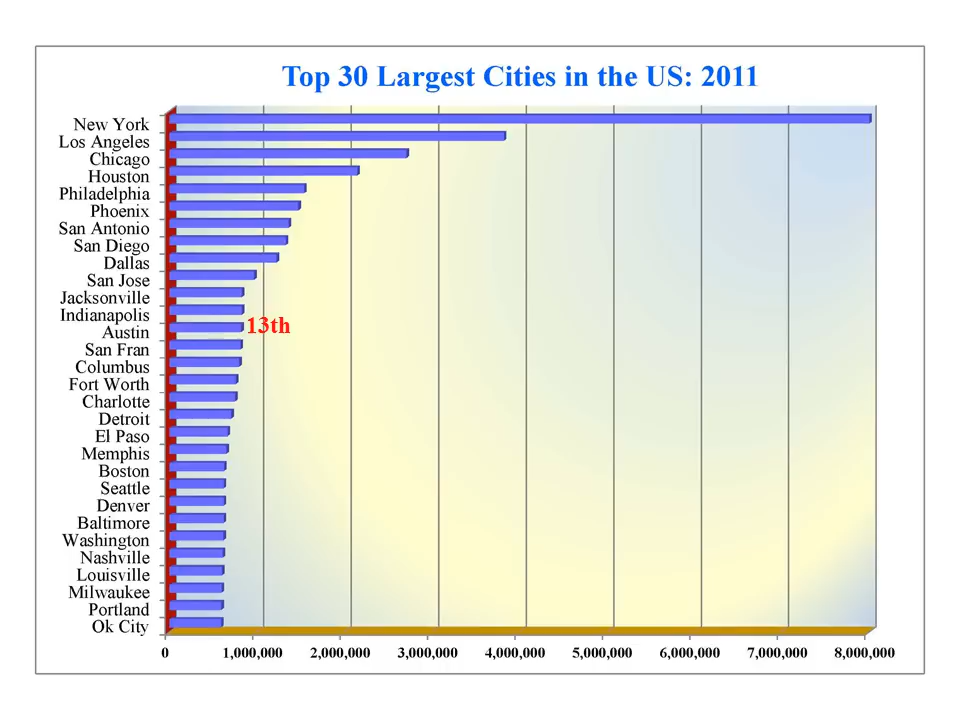 Top 30 Largest Cities in the US: 2011
New York
Los Angeles
Chicago
Houston
Philadelphia
Phoenix
San Antonio
San Diego
Dallas
San Jose
Jacksonville
Indianapolis
Austin 13th
San Fran
Columbus
Fort Worth
Charlotte
Detroit
El Paso
Memphis
Boston
Seattle
Denver
Baltimore
Washington
Nashville
Louisville
Milwaukee
Portland
Ok City
0 1,000,000 2,000,000 3,000,000 4,000,000 5,000,000 6,000,000 7,000,000 8,000,000